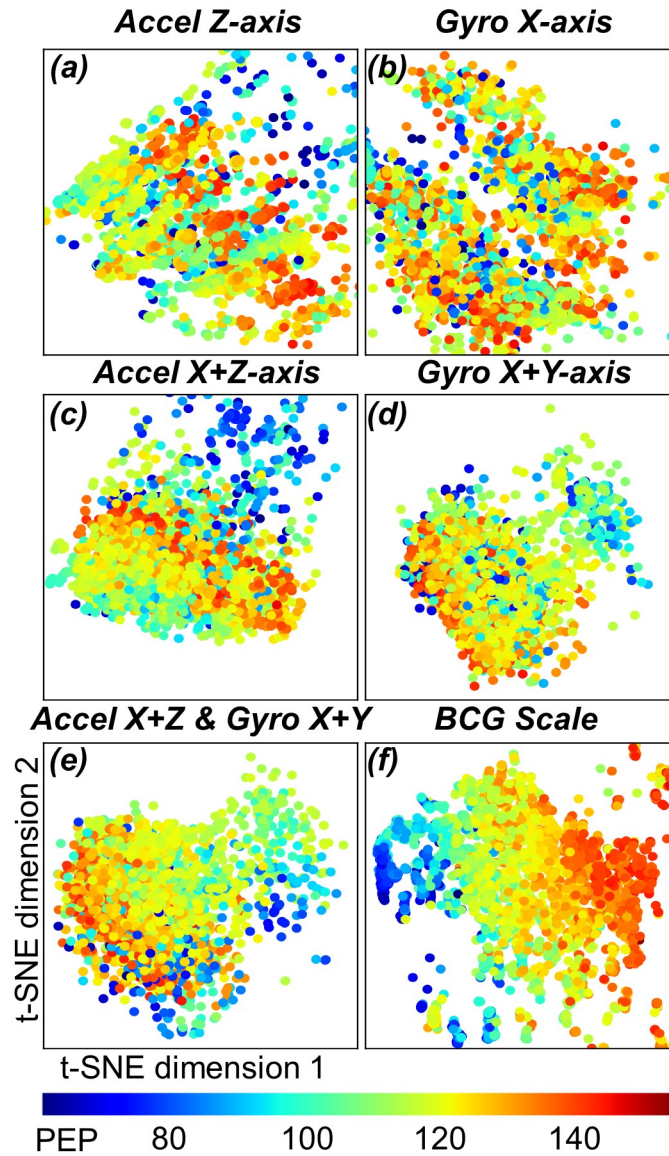 Accel Z-axis Gyro X-axis
(a) (b)
Accel X+Z-axis Gyro X+Y-axis
(c) (d)
Accel X+Z & Gyro X+Y BCG Scale
(e) (f)
t-SNE dimension 2
t-SNE dimension 1
PEP 80 100 120 140